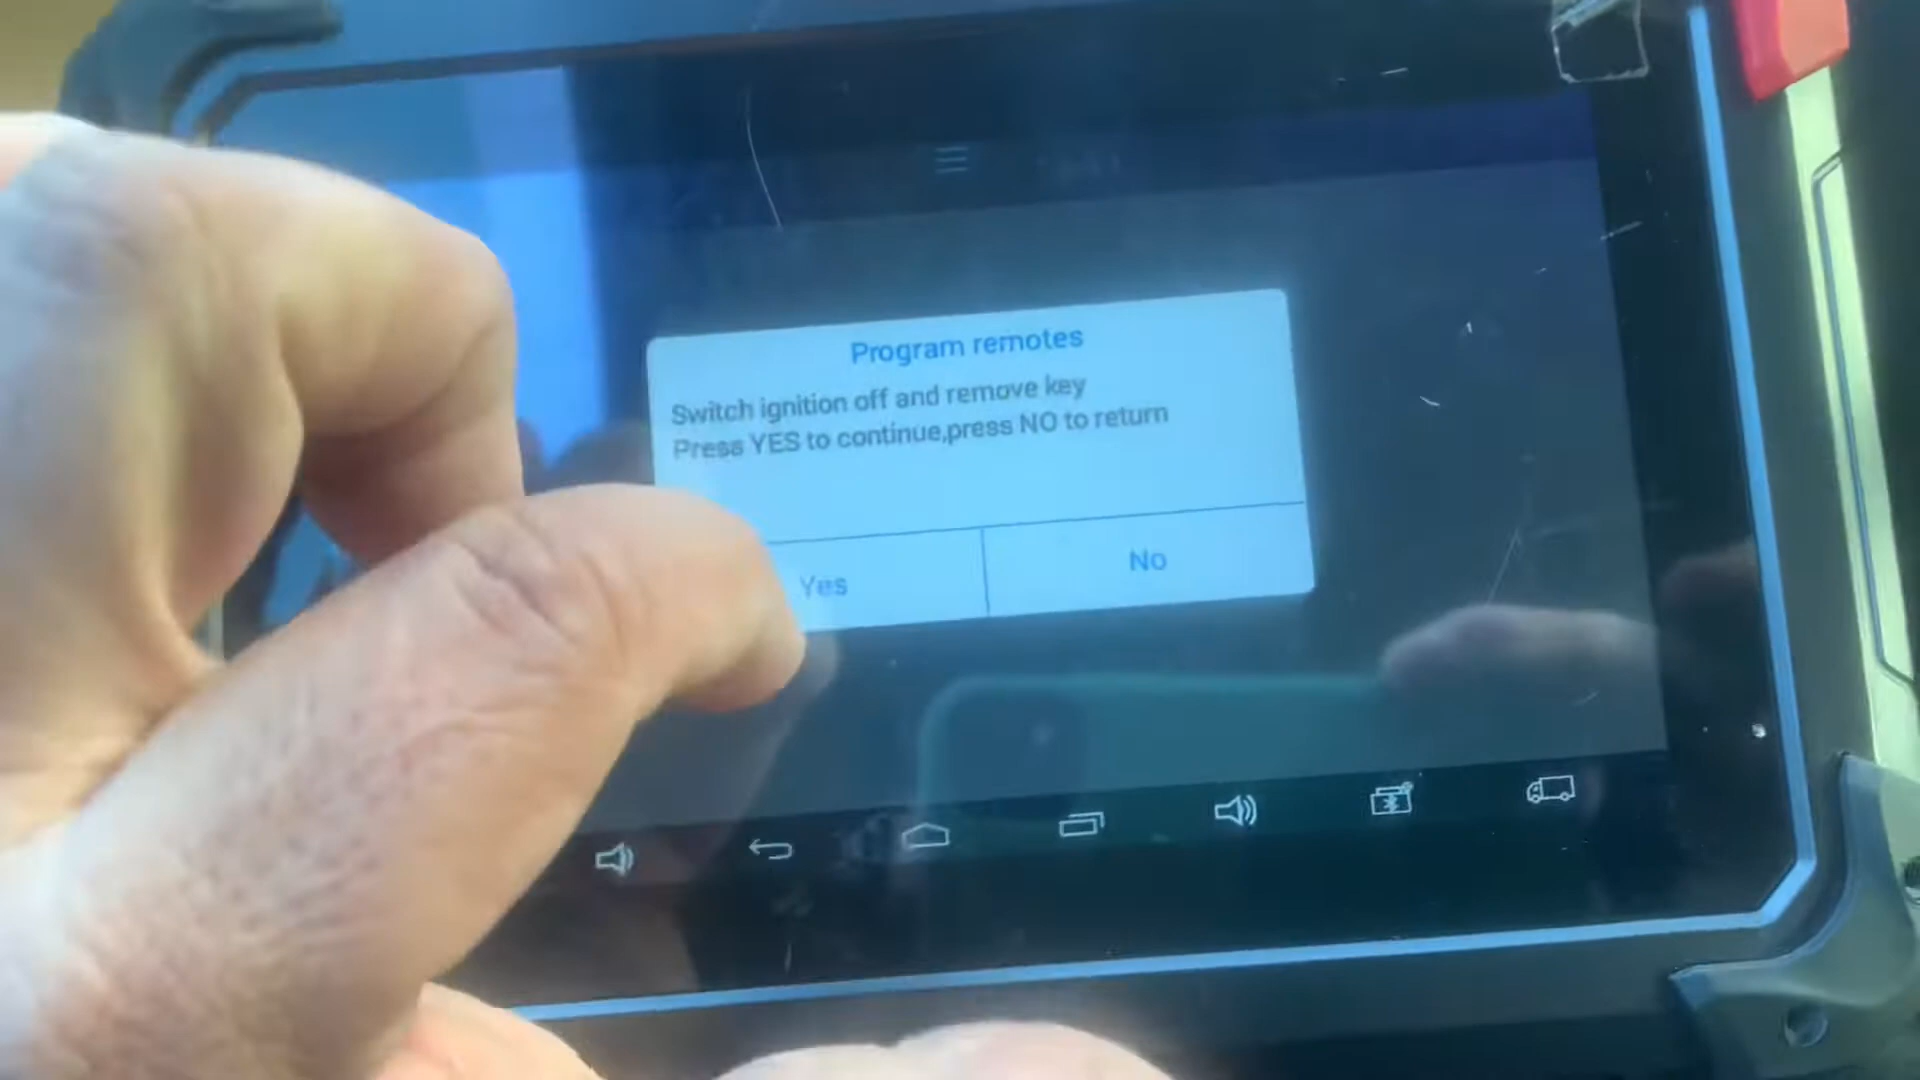 Program remotes
Switch ignition off and remove key
Press YES to continue,press NO to return
Yes
No